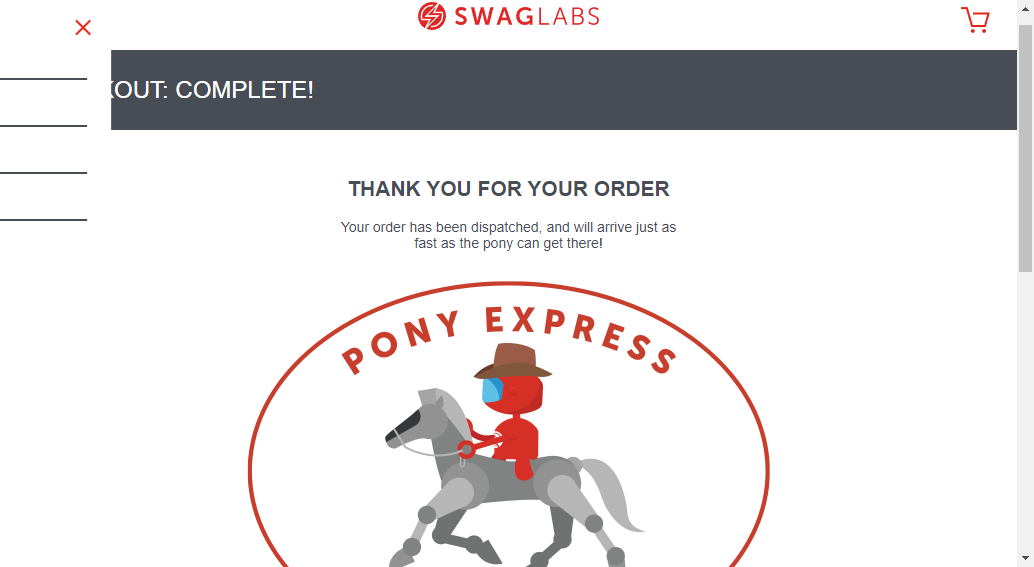 SWAGLABS
KOUT: COMPLETE!
THANK YOU FOR YOUR ORDER
Your order has been dispatched, and will arrive just as
fast as the pony can get there!
PONY EXPRESS